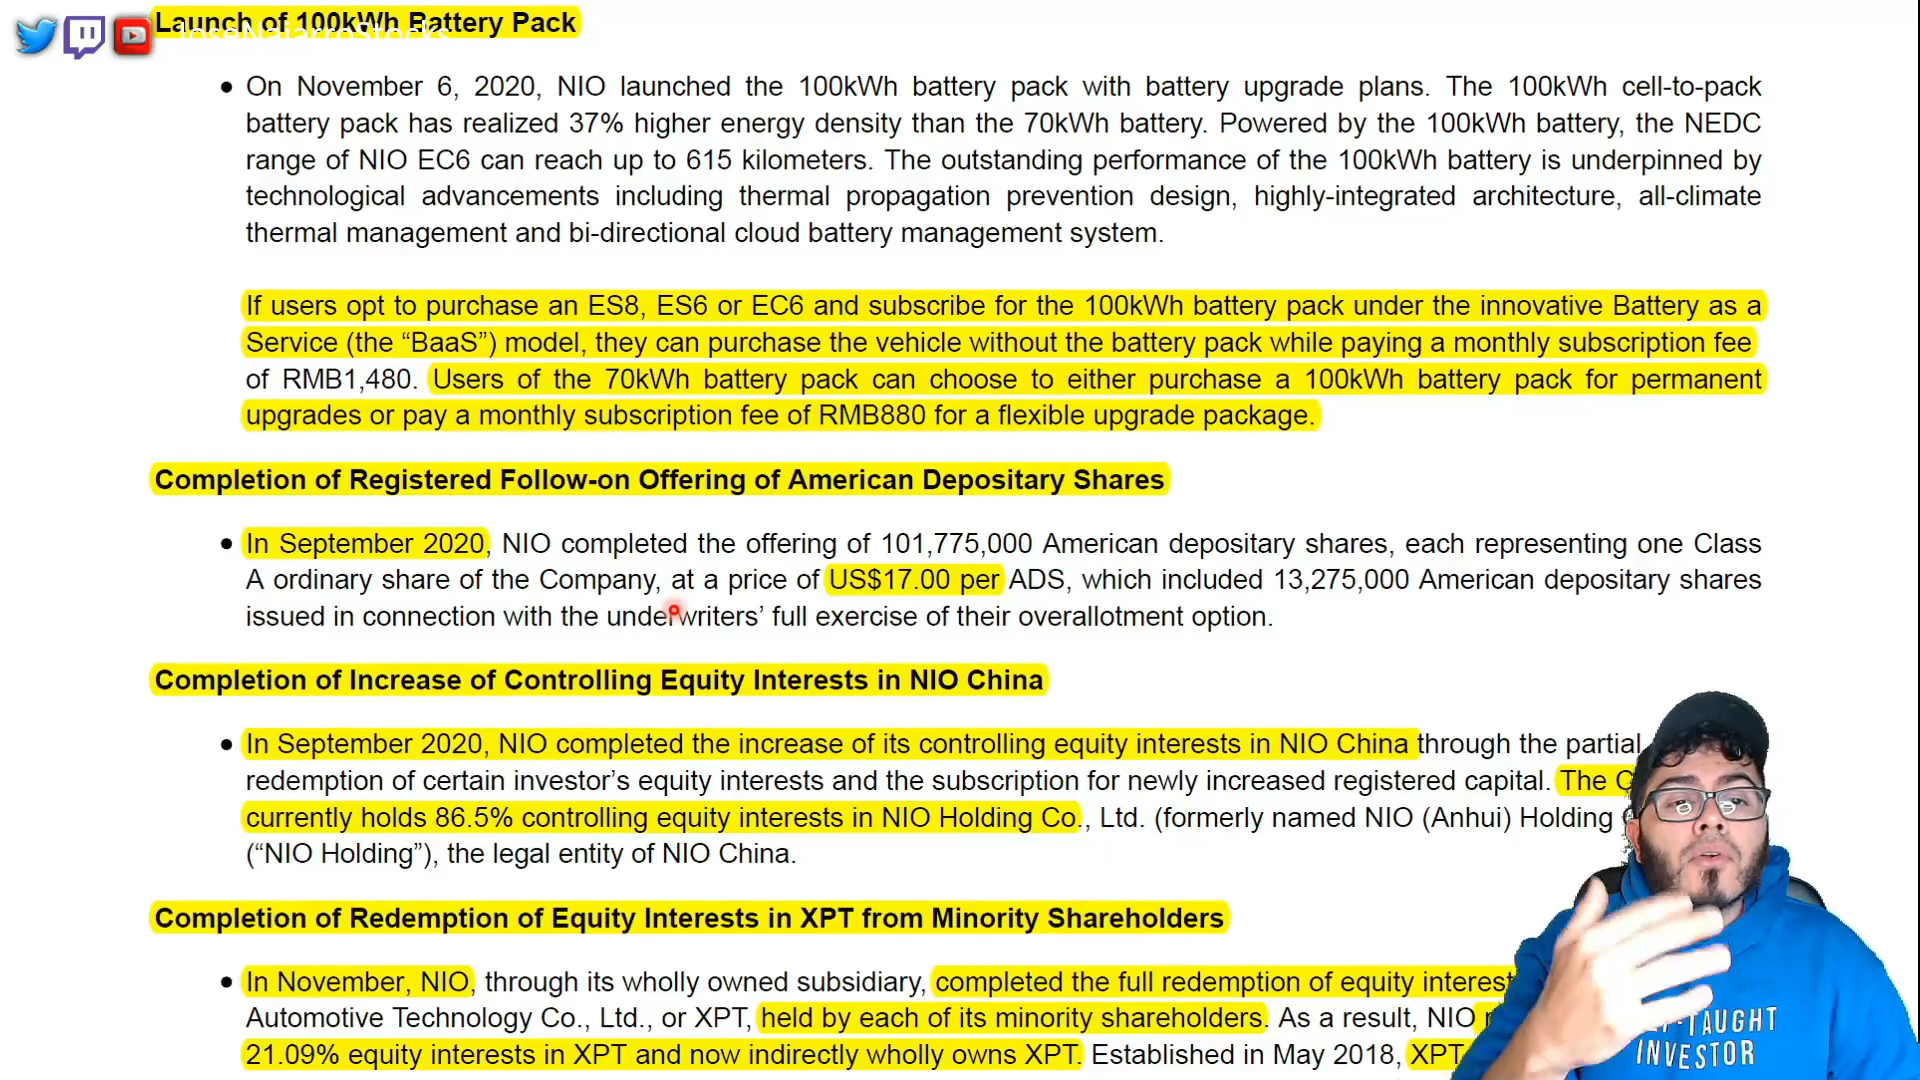 Launch of 100kWh Battery Pack
JoseNajarroStocks
• On November 6, 2020, NIO launched the 100kWh battery pack with battery upgrade plans. The 100kWh cell-to-pack
battery pack has realized 37% higher energy density than the 70kWh battery. Powered by the 100kWh battery, the NEDC
range of NIO EC6 can reach up to 615 kilometers. The outstanding performance of the 100kWh battery is underpinned by
technological advancements including thermal propagation prevention design, highly-integrated architecture, all-climate
thermal management and bi-directional cloud battery management system.
If users opt to purchase an ES8, ES6 or EC6 and subscribe for the 100kWh battery pack under the innovative Battery as a
Service (the “BaaS”) model, they can purchase the vehicle without the battery pack while paying a monthly subscription fee
of RMB1,480. Users of the 70kWh battery pack can choose to either purchase a 100kWh battery pack for permanent
upgrades or pay a monthly subscription fee of RMB880 for a flexible upgrade package.
Completion of Registered Follow-on Offering of American Depositary Shares
• In September 2020, NIO completed the offering of 101,775,000 American depositary shares, each representing one Class
A ordinary share of the Company, at a price of US$17.00 per ADS, which included 13,275,000 American depositary shares
issued in connection with the underwriters’ full exercise of their overallotment option.
Completion of Increase of Controlling Equity Interests in NIO China
• In September 2020, NIO completed the increase of its controlling equity interests in NIO China through the partial
redemption of certain investor’s equity interests and the subscription for newly increased registered capital. The
currently holds 86.5% controlling equity interests in NIO Holding Co., Ltd. (formerly named NIO (Anhui) Holding
(“NIO Holding”), the legal entity of NIO China.
Completion of Redemption of Equity Interests in XPT from Minority Shareholders
• In November, NIO, through its wholly owned subsidiary, completed the full redemption of equity interest
Automotive Technology Co., Ltd., or XPT, held by each of its minority shareholders. As a result, NIO
21.09% equity interests in XPT and now indirectly wholly owns XPT. Established in May 2018, XPT
-TAUGHT
INVESTOR